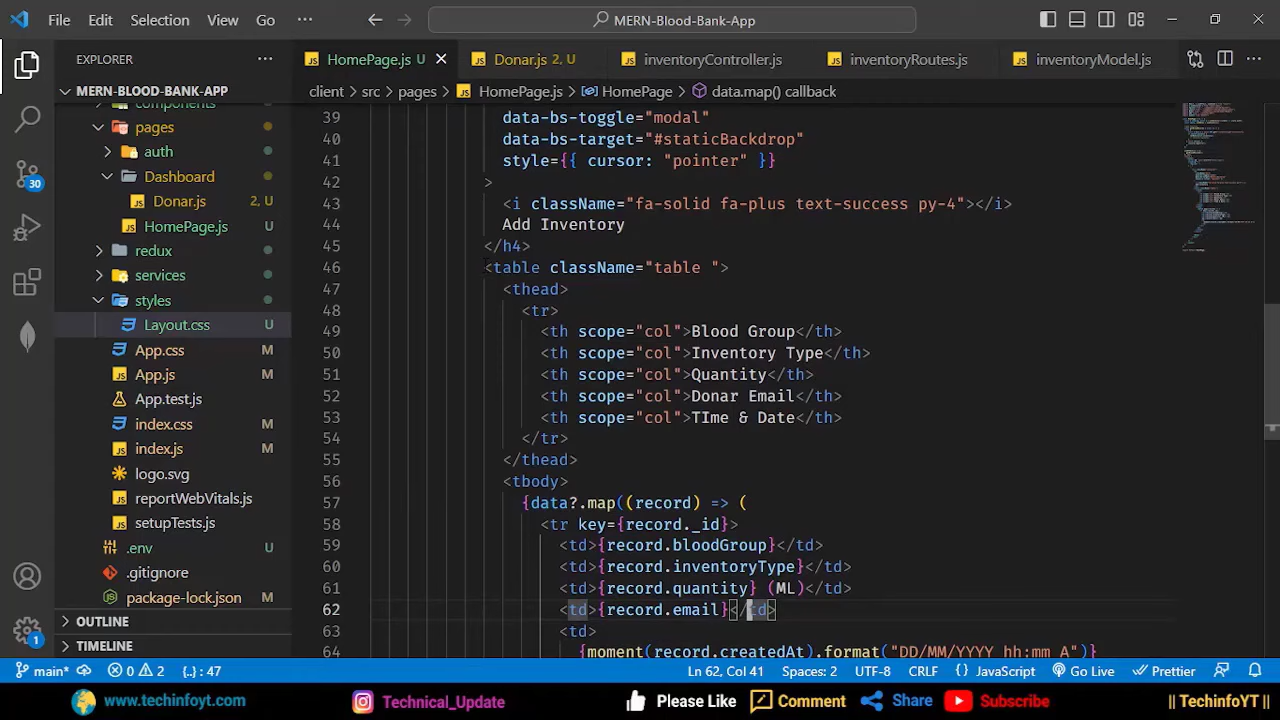 File Edit Selection View Go ··· MERN-Blood-Bank-App
EXPLORER ···
HomePage.js U
Donar.js 2, U
inventoryController.js
inventoryRoutes.js
inventoryModel.js
MERN-BLOOD-BANK-APP
client > src > pages > HomePage.js > HomePage > data.map() callback
components
pages
auth
Dashboard
Donar.js 2, U
HomePage.js U
redux
services
styles
Layout.css U
App.css M
App.js M
App.test.js
index.css M
index.js M
logo.svg
reportWebVitals.js
setupTests.js
.env U
.gitignore
package-lock.json M
OUTLINE
TIMELINE
30
1
39 data-bs-toggle="modal"
40 data-bs-target="#staticBackdrop"
41 style={{ cursor: "pointer" }}
42 >
43 <i className="fa-solid fa-plus text-success py-4"></i>
44 Add Inventory
45 </h4>
46 <table className="table ">
47 <thead>
48 <tr>
49 <th scope="col">Blood Group</th>
50 <th scope="col">Inventory Type</th>
51 <th scope="col">Quantity</th>
52 <th scope="col">Donar Email</th>
53 <th scope="col">TIme & Date</th>
54 </tr>
55 </thead>
56 <tbody>
57 {data?.map((record) => (
58 <tr key={record._id}>
59 <td>{record.bloodGroup}</td>
60 <td>{record.inventoryType}</td>
61 <td>{record.quantity} (ML)</td>
62 <td>{record.email}</td>
63 <td>
64 {moment(record.createdAt).format("DD/MM/YYYY hh:mm A")}
main* 0 2 {..} : 47 Ln 62, Col 41 Spaces: 2 UTF-8 CRLF {} JavaScript Go Live Prettier
www.techinfoyt.com Technical_Update Please Like Comment Share Subscribe || TechinfoYT ||